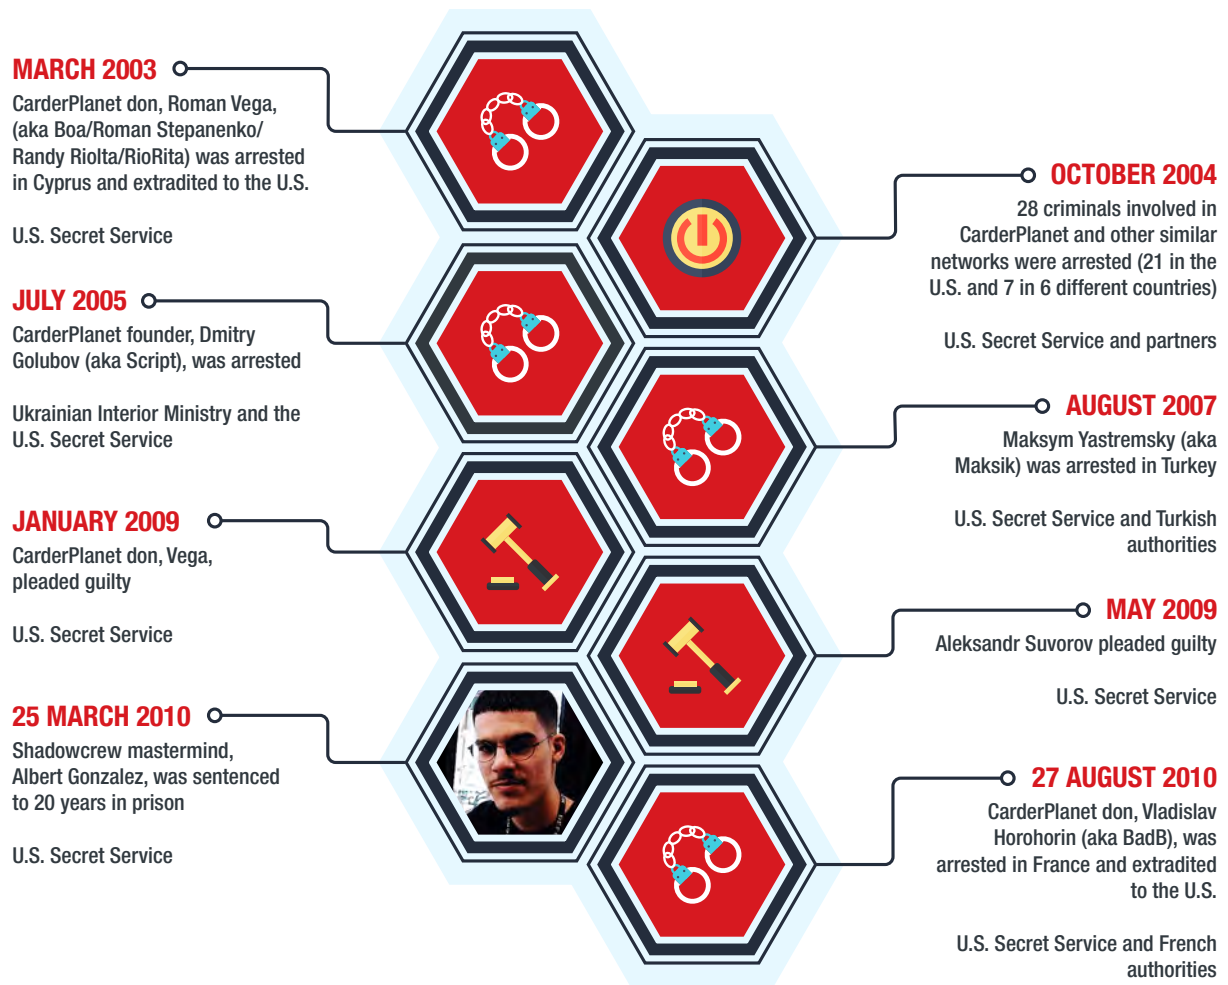 MARCH 2003
CarderPlanet don, Roman Vega,
(aka Boa/Roman Stepanenko/
Randy Riolta/RioRita) was arrested
in Cyprus and extradited to the U.S.
U.S. Secret Service
OCTOBER 2004
28 criminals involved in
CarderPlanet and other similar
networks were arrested (21 in the
U.S. and 7 in 6 different countries)
U.S. Secret Service and partners
JULY 2005
CarderPlanet founder, Dmitry
Golubov (aka Script), was arrested
Ukrainian Interior Ministry and the
U.S. Secret Service
AUGUST 2007
Maksym Yastremsky (aka
Maksik) was arrested in Turkey
U.S. Secret Service and Turkish
authorities
JANUARY 2009
CarderPlanet don, Vega,
pleaded guilty
U.S. Secret Service
MAY 2009
Aleksandr Suvorov pleaded guilty
U.S. Secret Service
25 MARCH 2010
Shadowcrew mastermind,
Albert Gonzalez, was sentenced
to 20 years in prison
U.S. Secret Service
27 AUGUST 2010
CarderPlanet don, Vladislav
Horohorin (aka BadB), was
arrested in France and extradited
to the U.S.
U.S. Secret Service and French
authorities